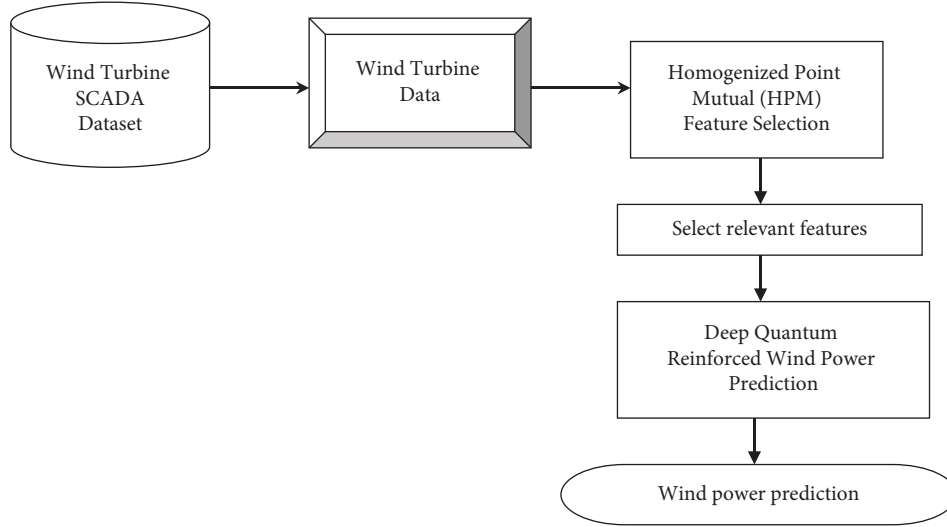 Wind Turbine
SCADA
Dataset
Wind Turbine
Data
Homogenized Point
Mutual (HPM)
Feature Selection
Select relevant features
Deep Quantum
Reinforced Wind Power
Prediction
Wind power prediction